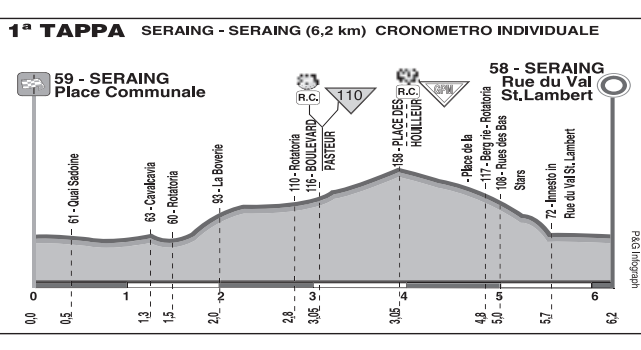 1ª TAPPA SERAING - SERAING (6,2 km) CRONOMETRO INDIVIDUALE
59 - SERAING
Place Communale
58 - SERAING
Rue du Val
St.Lambert
R.C.
110
R.C.
GPM
61 - Quai Sadoine
63 - Cavalcavia
60 - Rotatoria
93 - La Boverie
110 - Rotatoria
116 - BOULEVARD
PASTEUR
158 - PLACE DES
HOUILLEUR
- Place de la
117 - Berg rie - Rotatoria
108 - Rues des Bas
Stars
72 - Innesto in
Rue du Val St. Lambert
0 1 2 3 4 5 6
0,0 0,5 1,3 1,5 2,0 2,8 3,05 3,05 4,8 5,0 5,7 6,2
P&G Infograph